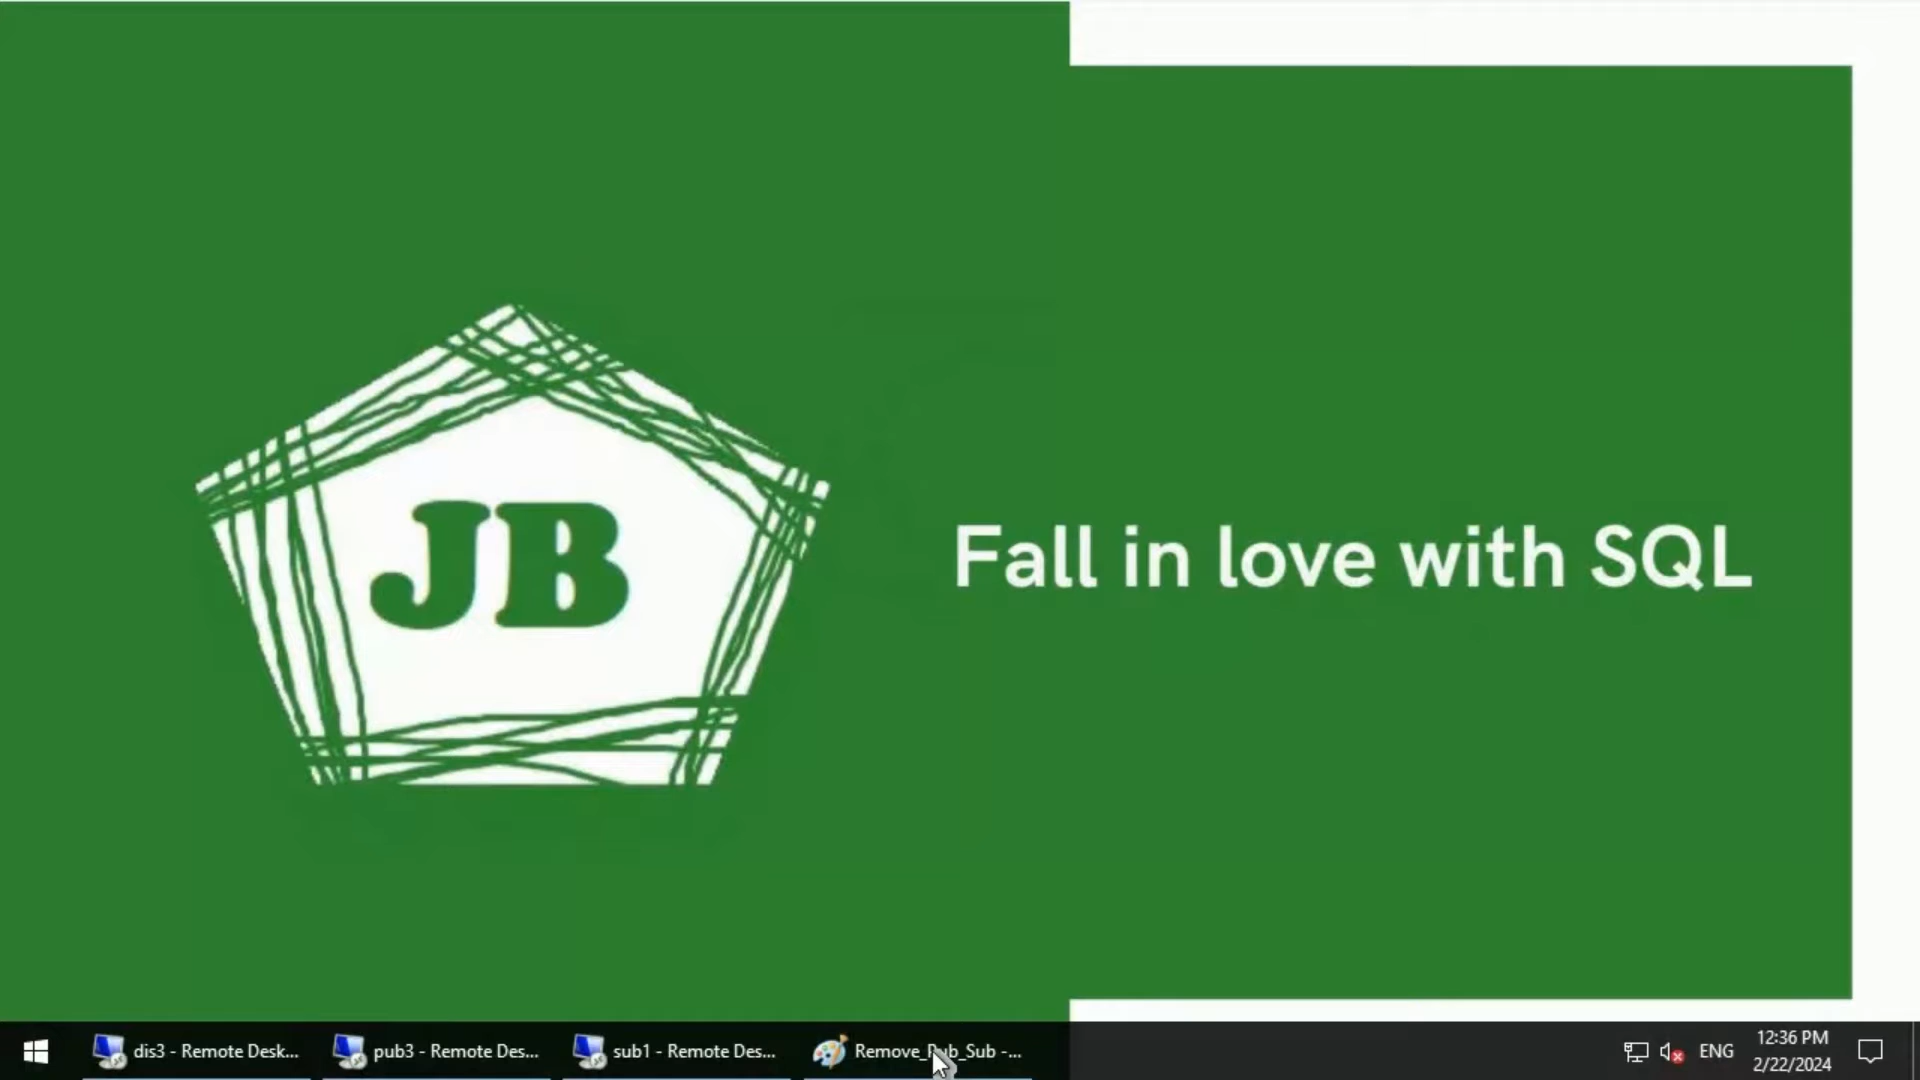 JB
Fall in love with SQL
dis3 - Remote Desk...
pub3 - Remote Des...
sub1 - Remote Des...
Remove_Pub_Sub -...
ENG
12:36 PM
2/22/2024